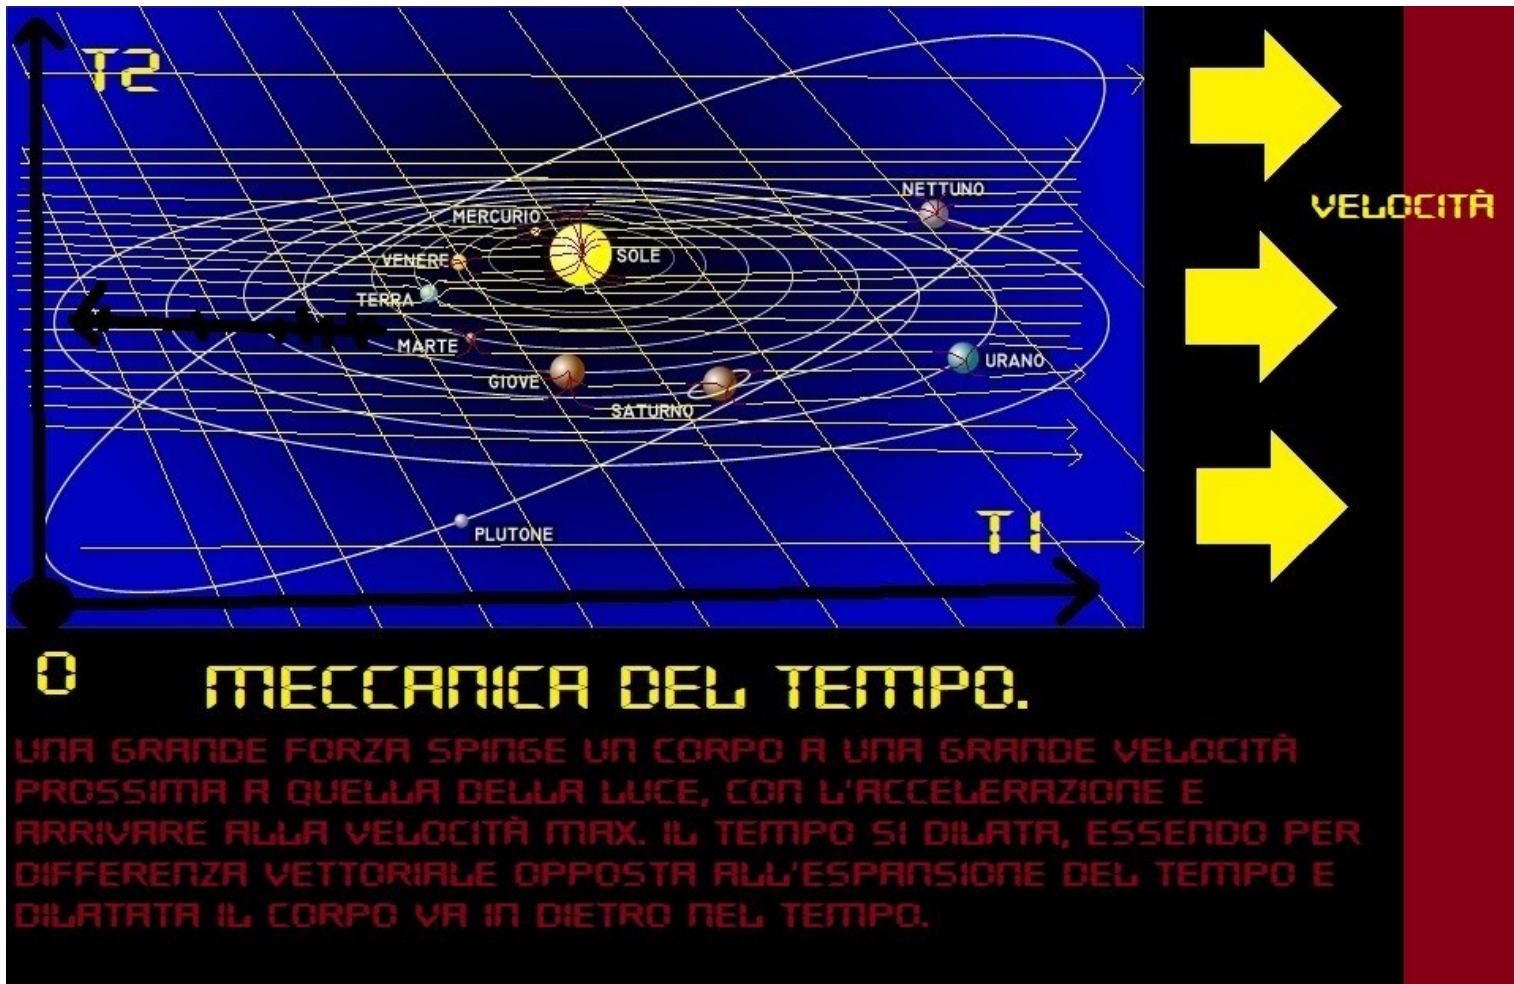 T2
NETTUNO
MERCURIO
VELOCITÀ
VENERE
SOLE
TERRA
MARTE
URANO
GIOVE
SATURNO
T1
PLUTONE
0
MECCANICA DEL TEMPO.
UNA GRANDE FORZA SPINGE UN CORPO A UNA GRANDE VELOCITÀ
PROSSIMA A QUELLA DELLA LUCE, CON L'ACCELERAZIONE E
ARRIVARE ALLA VELOCITÀ MAX. IL TEMPO SI DILATA, ESSENDO PER
DIFFERENZA VETTORIALE OPPOSTA ALL'ESPANSIONE DEL TEMPO E
DILATATA IL CORPO VA IN DIETRO NEL TEMPO.